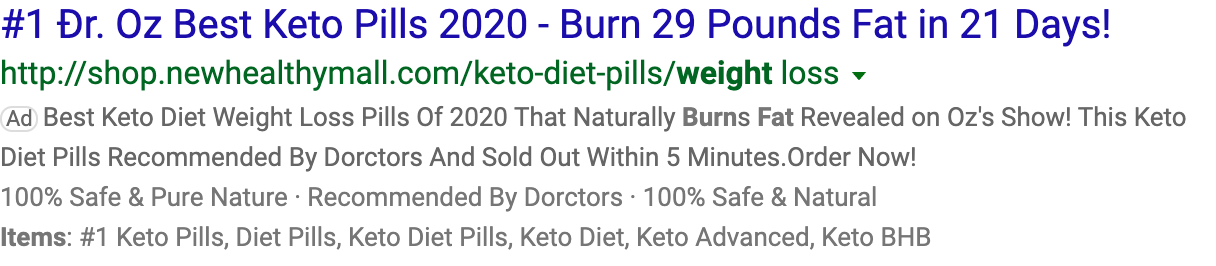 #1 Đr. Oz Best Keto Pills 2020 - Burn 29 Pounds Fat in 21 Days!
http://shop.newhealthymall.com/keto-diet-pills/weight loss
Ad Best Keto Diet Weight Loss Pills Of 2020 That Naturally Burns Fat Revealed on Oz's Show! This Keto
Diet Pills Recommended By Dorctors And Sold Out Within 5 Minutes.Order Now!
100% Safe & Pure Nature · Recommended By Dorctors · 100% Safe & Natural
Items: #1 Keto Pills, Diet Pills, Keto Diet Pills, Keto Diet, Keto Advanced, Keto BHB